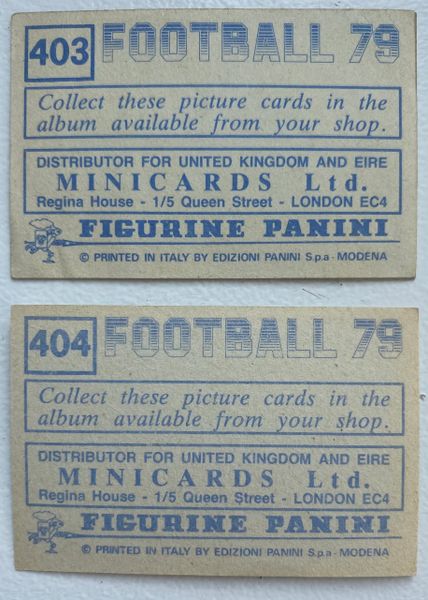 403 FOOTBALL 79
Collect these picture cards in the
album available from your shop.
DISTRIBUTOR FOR UNITED KINGDOM AND EIRE
MINICARDS Ltd.
Regina House - 1/5 Queen Street - LONDON EC4
FIGURINE PANINI
© PRINTED IN ITALY BY EDIZIONI PANINI S.p.a - MODENA
404 FOOTBALL 79
Collect these picture cards in the
album available from your shop.
DISTRIBUTOR FOR UNITED KINGDOM AND EIRE
MINICARDS Ltd.
Regina House - 1/5 Queen Street - LONDON EC4
FIGURINE PANINI
© PRINTED IN ITALY BY EDIZIONI PANINI S.p.a - MODENA